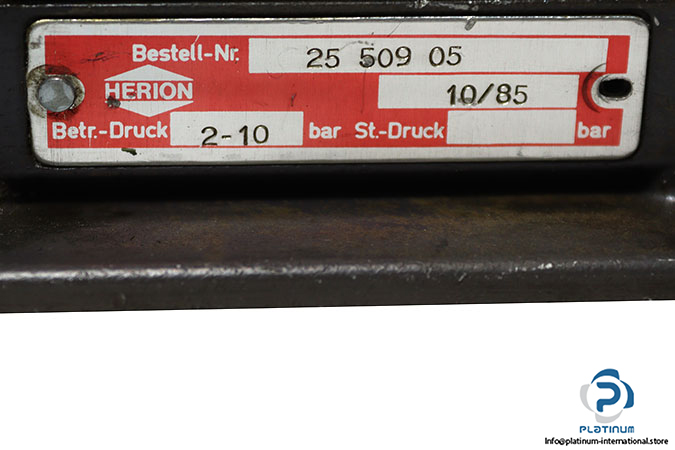 Bestell-Nr. 25 509 05
HERION 10/85
Betr.-Druck 2-10 bar St.-Druck bar
PLATINUM
Info@platinum-international.store